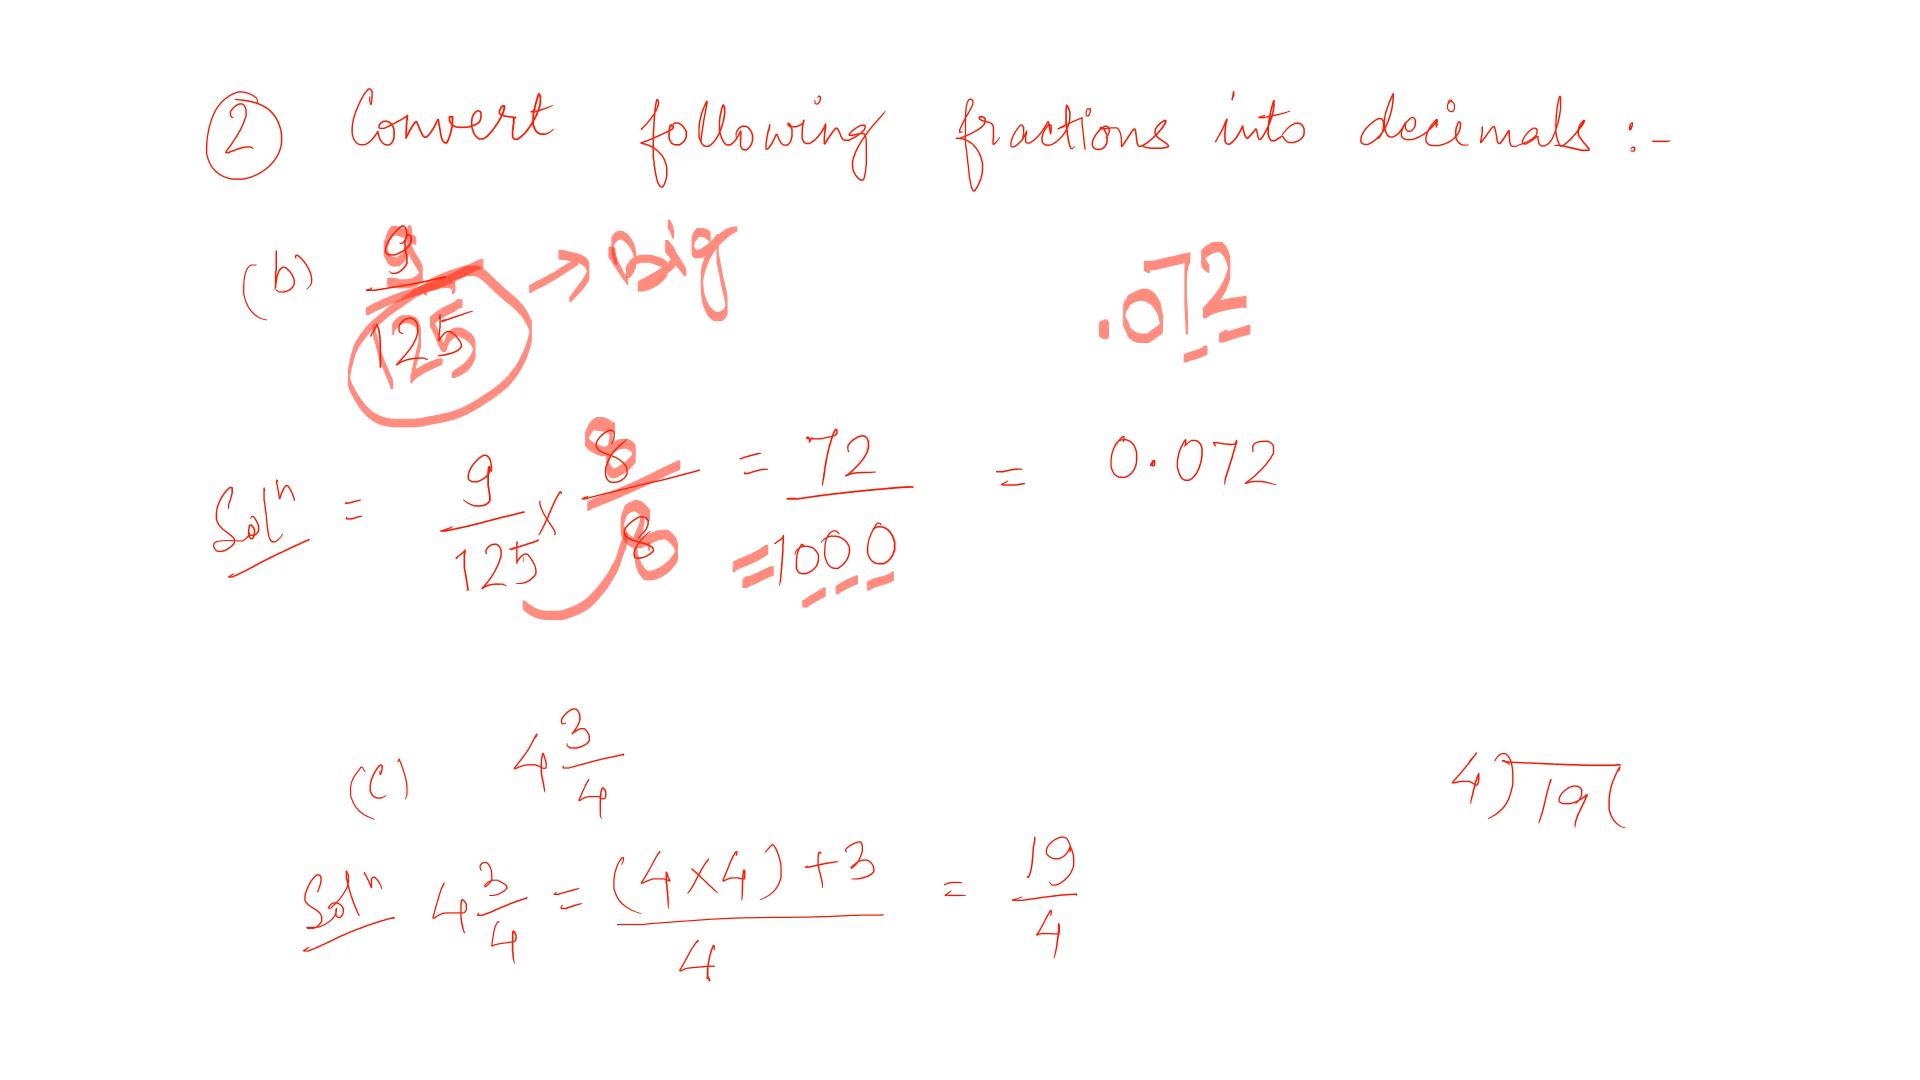 2 Convert following fractions into decimals :-
(b) 9/125 → Big .072
Solⁿ = 9/125 × 8/8 = 72/1000 = 0.072
=
(c) 4 3/4
4)19(
Solⁿ 4 3/4 = (4×4)+3/4 = 19/4